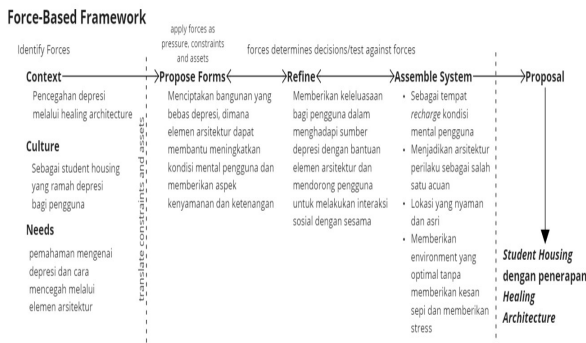 Force-Based Framework
Identify Forces
apply forces as
pressure, constraints
and assets
forces determines decisions/test against forces
Context
Pencegahan depresi
melalui healing architecture
Culture
Sebagai student housing
yang ramah depresi
bagi pengguna
Needs
pemahaman mengenai
depresi dan cara
mencegah melalui
elemen arsitektur
translate constraints and assets
Propose Forms
Menciptakan bangunan yang
bebas depresi, dimana
elemen arsitektur dapat
membantu meningkatkan
kondisi mental pengguna dan
memberikan aspek
kenyamanan dan ketenangan
Refine
Memberikan keleluasaan
bagi pengguna dalam
menghadapi sumber
depresi dengan bantuan
elemen arsitektur dan
mendorong pengguna
untuk melakukan interaksi
sosial dengan sesama
Assemble System
• Sebagai tempat
recharge kondisi
mental pengguna
• Menjadikan arsitektur
perilaku sebagai salah
satu acuan
• Lokasi yang nyaman
dan asri
• Memberikan
environment yang
optimal tanpa
memberikan kesan
sepi dan memberikan
stress
Proposal
Student Housing
dengan penerapan
Healing
Architecture